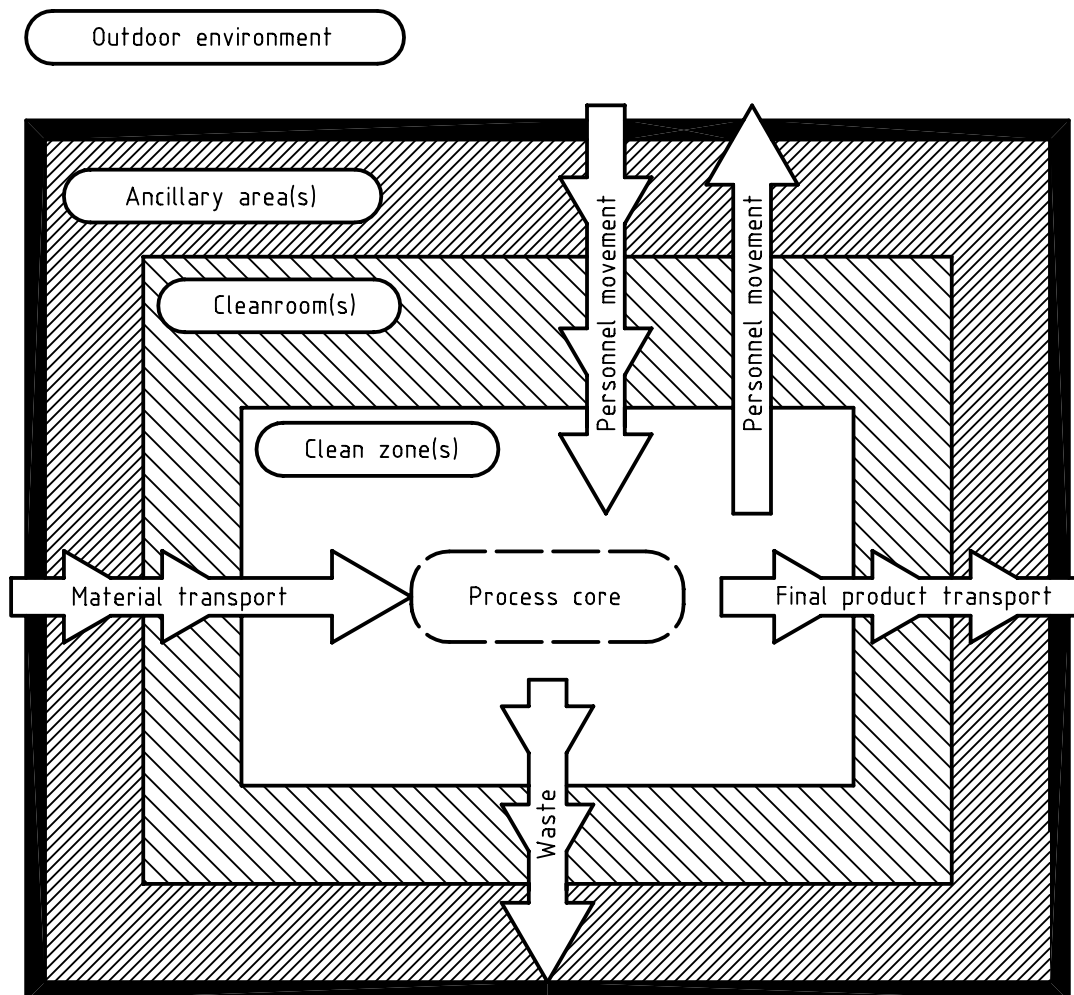 Outdoor environment
Ancillary area(s)
Personnel movement
Personnel movement
Cleanroom(s)
Clean zone(s)
Material transport
Process core
Final product transport
Waste